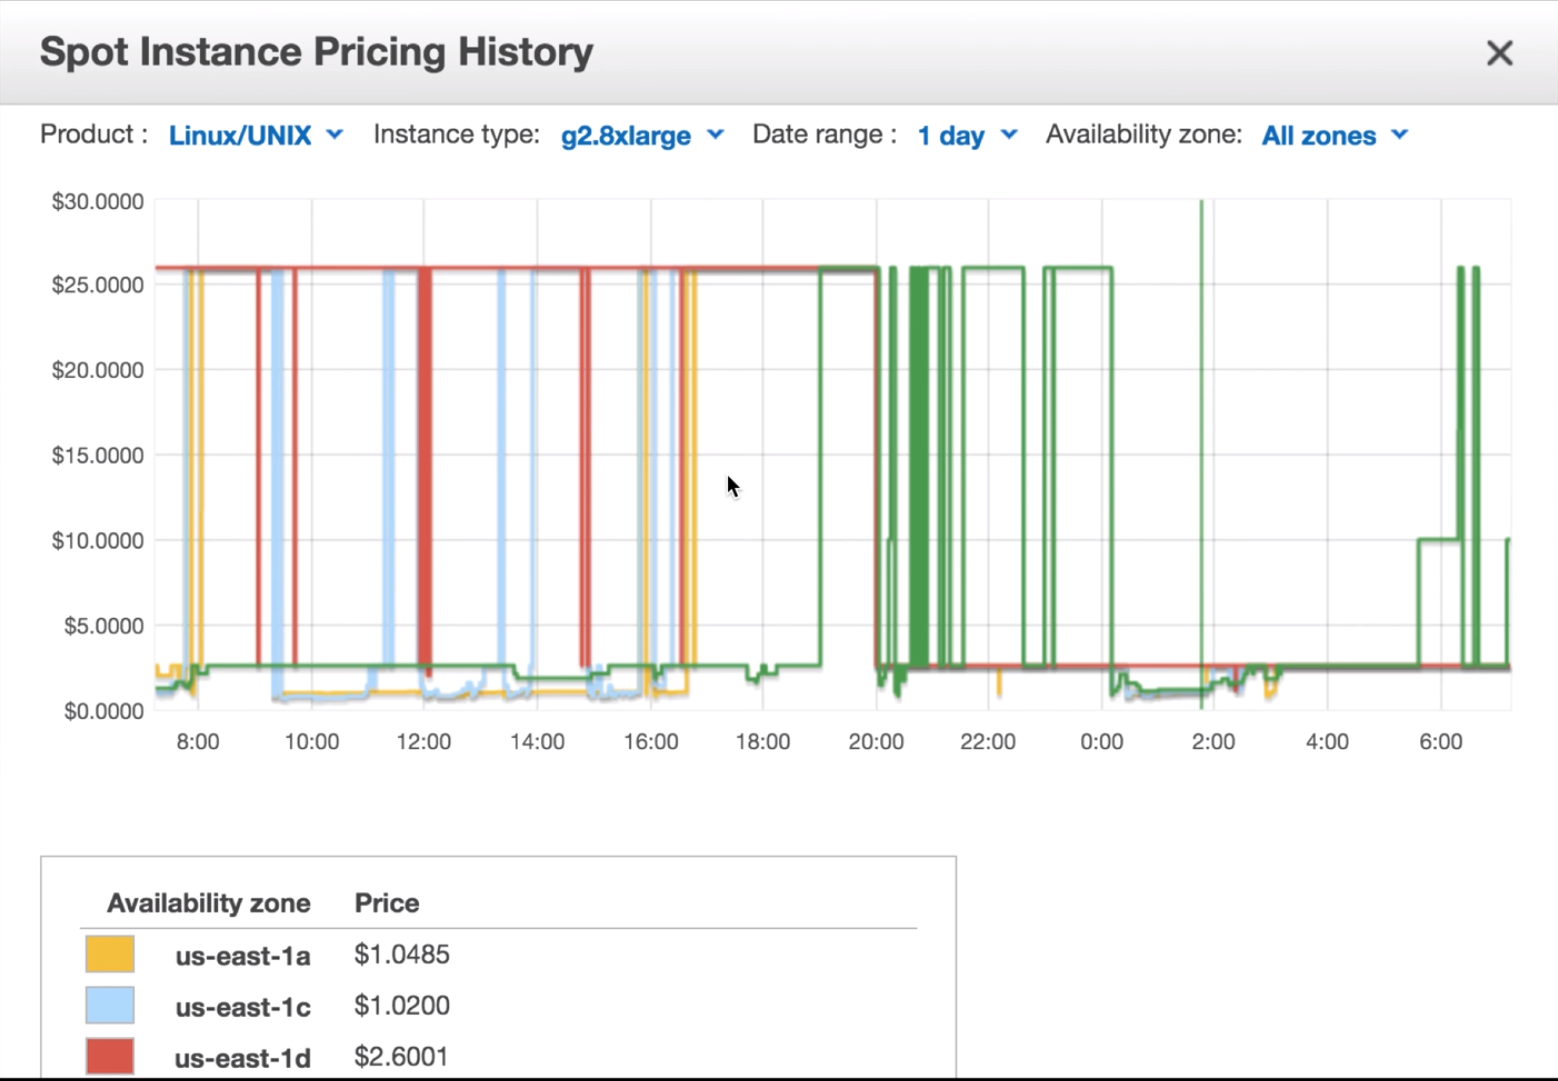 Spot Instance Pricing History
Product : Linux/UNIX Instance type: g2.8xlarge Date range : 1 day Availability zone: All zones
$30.0000
$25.0000
$20.0000
$15.0000
$10.0000
$5.0000
$0.0000
8:00 10:00 12:00 14:00 16:00 18:00 20:00 22:00 0:00 2:00 4:00 6:00
Availability zone Price
us-east-1a $1.0485
us-east-1c $1.0200
us-east-1d $2.6001